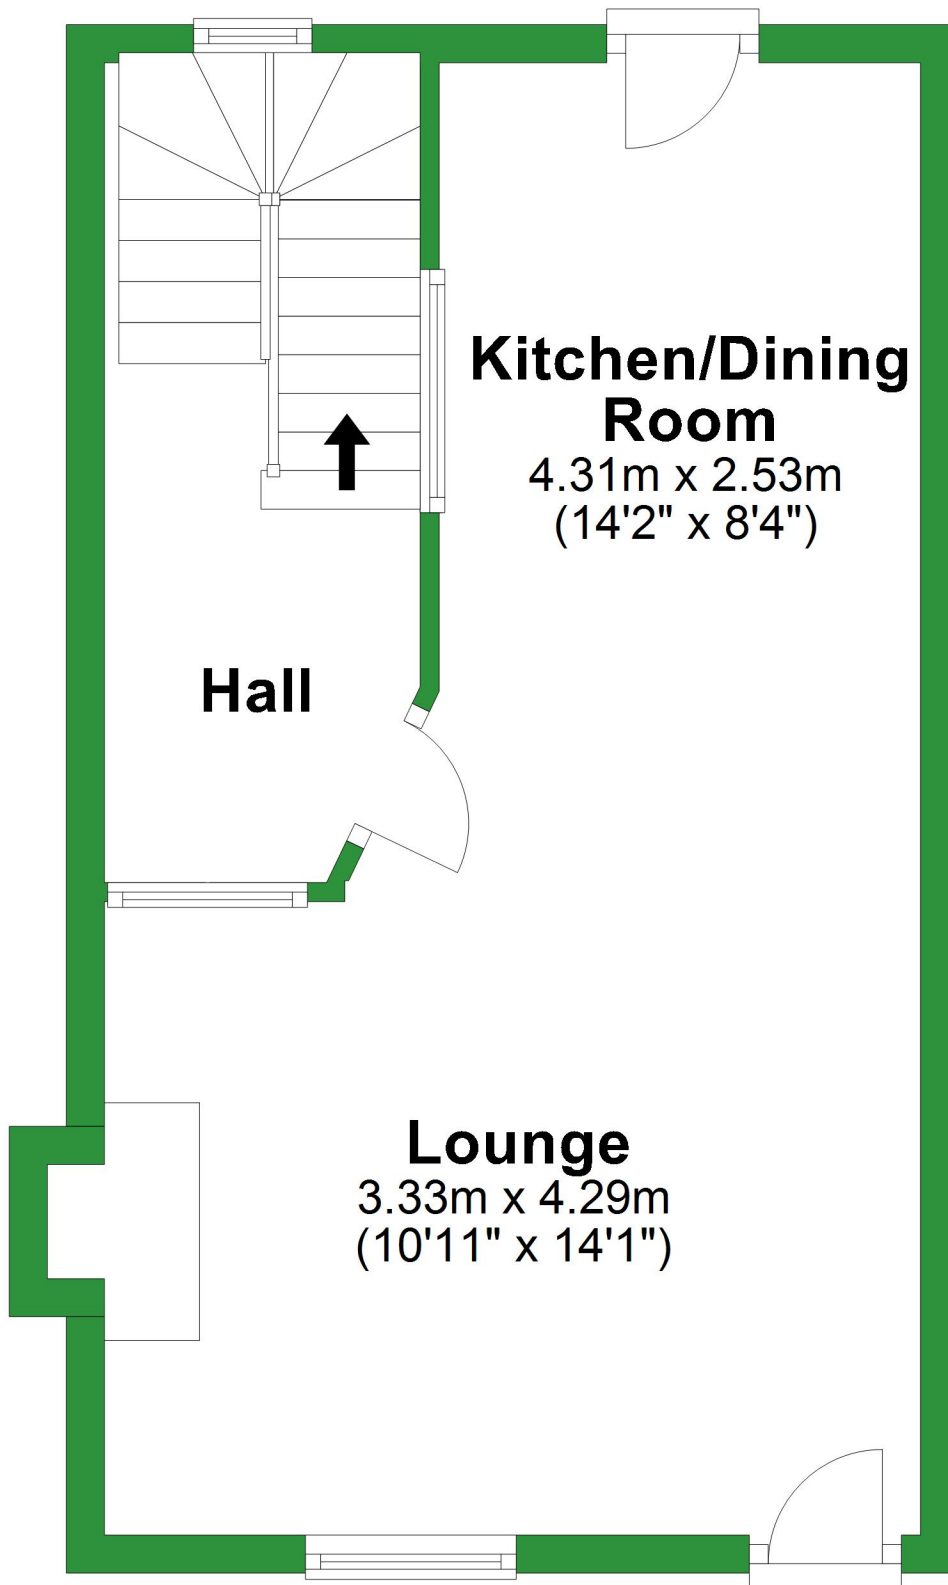 Kitchen/Dining
Room
4.31m x 2.53m
(14'2" x 8'4")
Hall
Lounge
3.33m x 4.29m
(10'11" x 14'1")